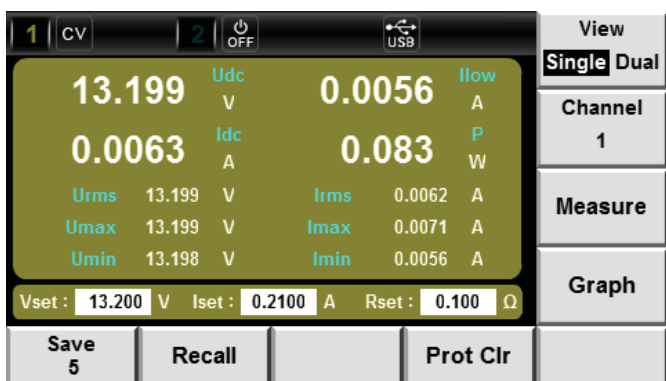 1 CV 2 OFF USB
View
Single Dual
Channel
1
Measure
Graph
13.199 Udc V 0.0056 Ilow A
0.0063 Idc A 0.083 P W
Urms 13.199 V Irms 0.0062 A
Umax 13.199 V Imax 0.0071 A
Umin 13.198 V Imin 0.0056 A
Vset : 13.200 V Iset : 0.2100 A Rset : 0.100 Ω
Save
5
Recall
Prot Clr